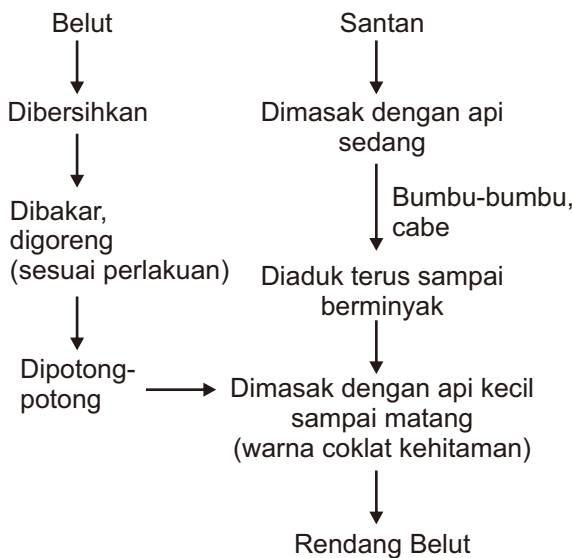 Belut
Dibersihkan
Dibakar,
digoreng
(sesuai perlakuan)
Dipotong-
potong
Santan
Dimasak dengan api
sedang
Bumbu-bumbu,
cabe
Diaduk terus sampai
berminyak
Dimasak dengan api kecil
sampai matang
(warna coklat kehitaman)
Rendang Belut